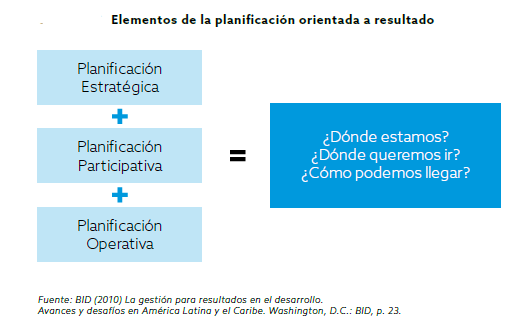 Elementos de la planificación orientada a resultado
Planificación
Estratégica
+
Planificación
Participativa
+
Planificación
Operativa
=
¿Dónde estamos?
¿Dónde queremos ir?
¿Cómo podemos llegar?
Fuente: BID (2010) La gestión para resultados en el desarrollo.
Avances y desafíos en América Latina y el Caribe. Washington, D.C.: BID, p. 23.